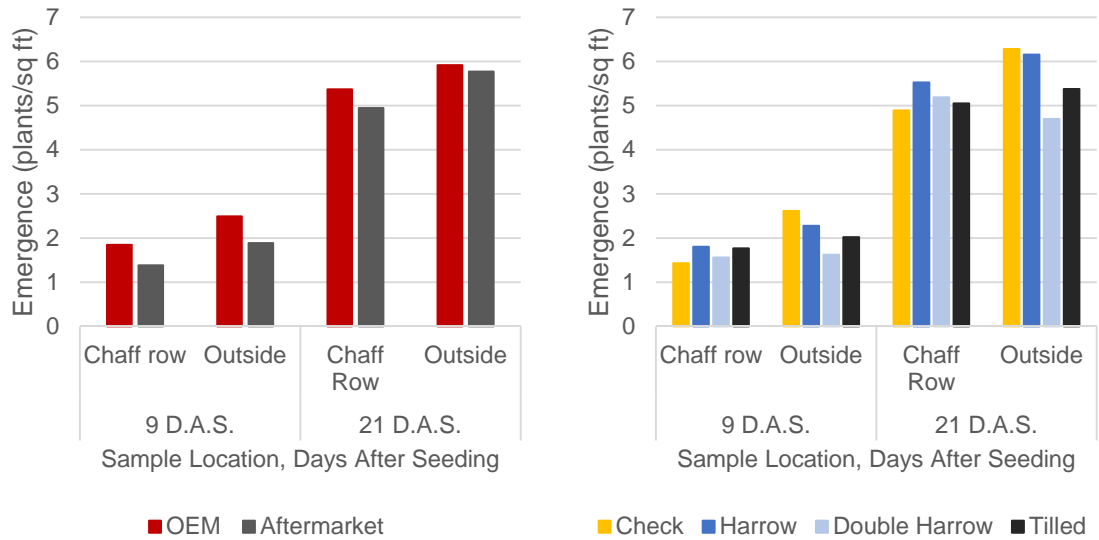 Emergence (plants/sq ft)
7
6
5
4
3
2
1
0
Chaff row
Outside
Chaff
Row
Outside
9 D.A.S.
21 D.A.S.
Sample Location, Days After Seeding
OEM
Aftermarket
Emergence (plants/sq ft)
7
6
5
4
3
2
1
0
Chaff row
Outside
Chaff
Row
Outside
9 D.A.S.
21 D.A.S.
Sample Location, Days After Seeding
Check
Harrow
Double Harrow
Tilled